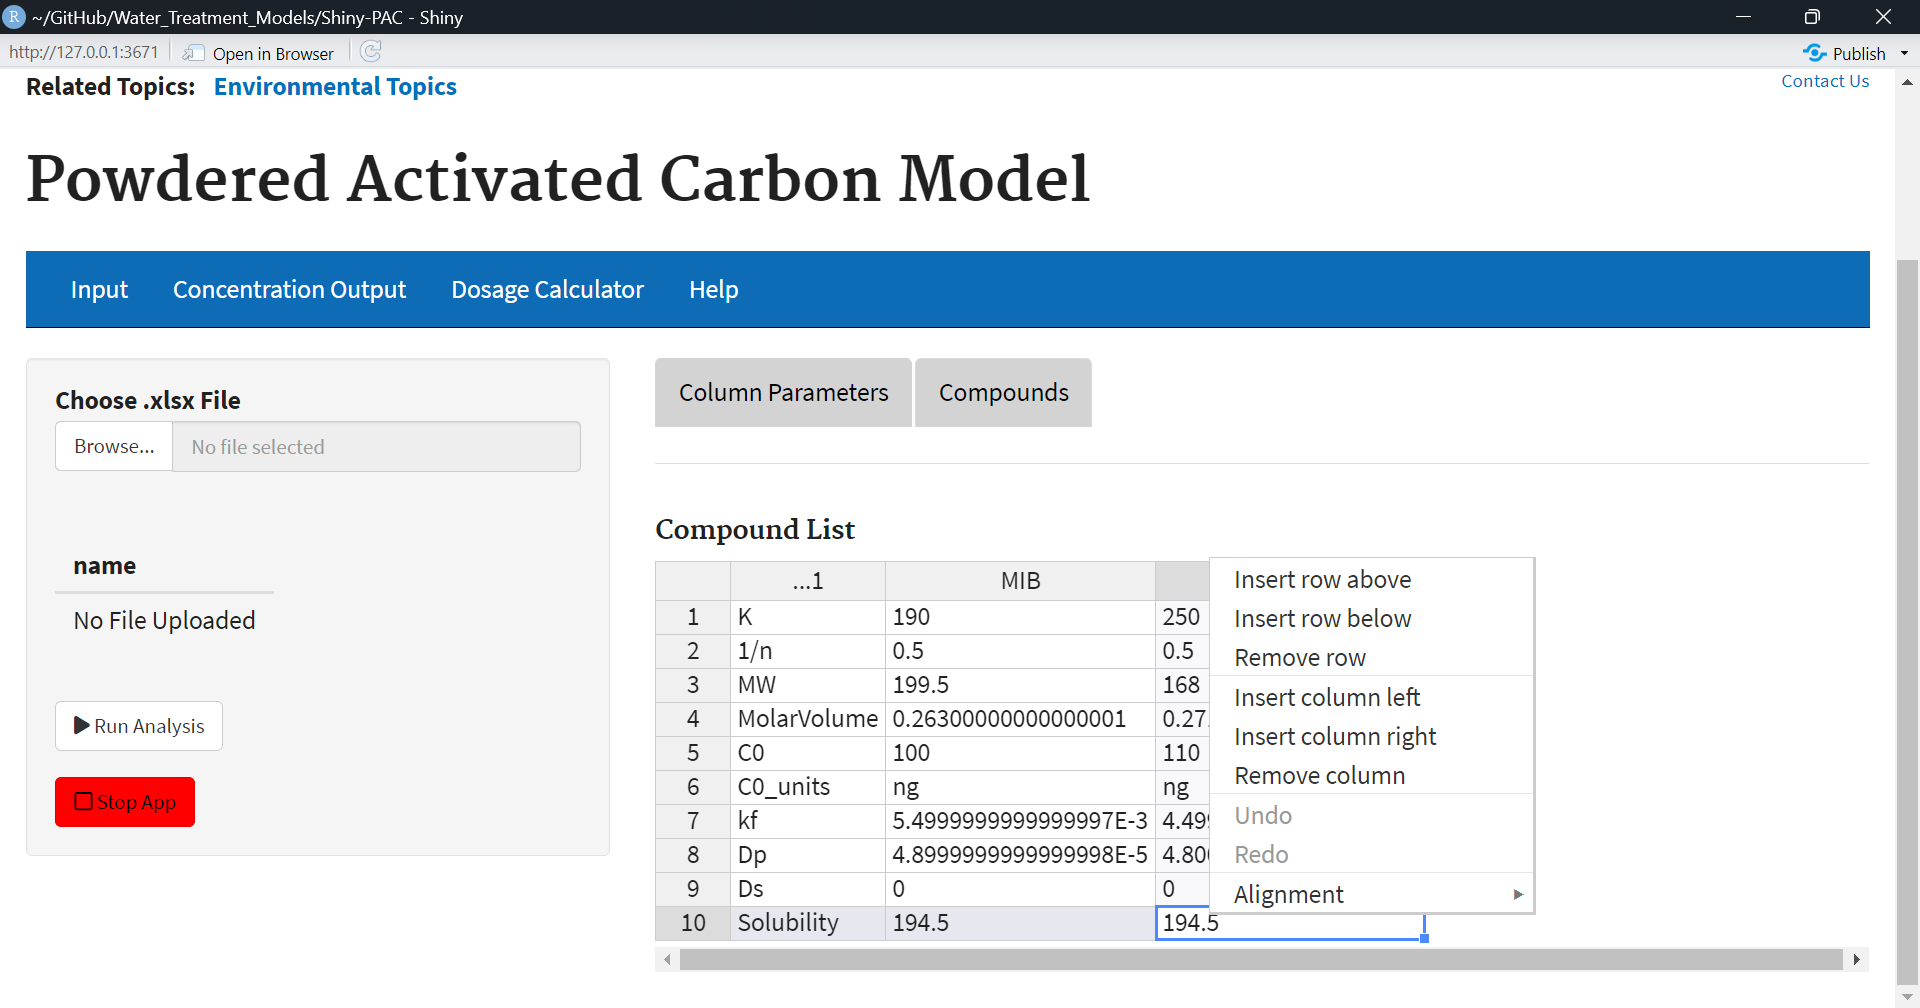 ~/GitHub/Water_Treatment_Models/Shiny-PAC - Shiny
http://127.0.0.1:3671 Open in Browser Publish
Related Topics: Environmental Topics Contact Us
Powdered Activated Carbon Model
Input Concentration Output Dosage Calculator Help
Choose .xlsx File
Browse... No file selected
name
No File Uploaded
Run Analysis
Stop App
Column Parameters Compounds
Compound List
...1 MIB
1 K 190 250
2 1/n 0.5 0.5
3 MW 199.5 168
4 MolarVolume 0.26300000000000001 0.27
5 C0 100 110
6 C0_units ng ng
7 kf 5.4999999999999997E-3 4.49
8 Dp 4.8999999999999998E-5 4.80
9 Ds 0 0
10 Solubility 194.5 194.5
Insert row above
Insert row below
Remove row
Insert column left
Insert column right
Remove column
Undo
Redo
Alignment